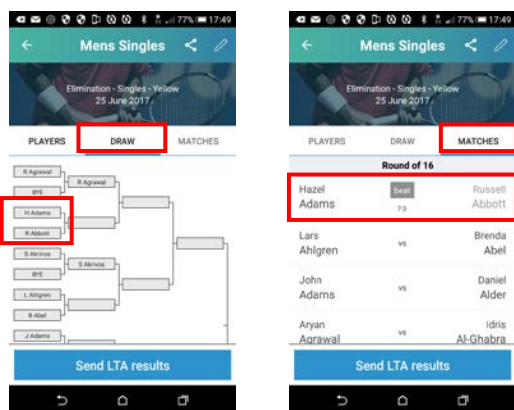 77% 17:49
Mens Singles
Elimination - Singles - Yellow
25 June 2017
PLAYERS DRAW MATCHES
R Agrawal
R Agrawal
BYE
H Adams
R Abbott
S Akrivos
S Akrivos
BYE
L Ahlgren
B Abel
J Adams
Send LTA results
77% 17:49
Mens Singles
Elimination - Singles - Yellow
25 June 2017
PLAYERS DRAW MATCHES
Round of 16
Hazel Adams beat Russell Abbott
7-3
Lars Ahlgren vs Brenda Abel
John Adams vs Daniel Alder
Aryan Agrawal vs Idris Al-Ghabra
Send LTA results